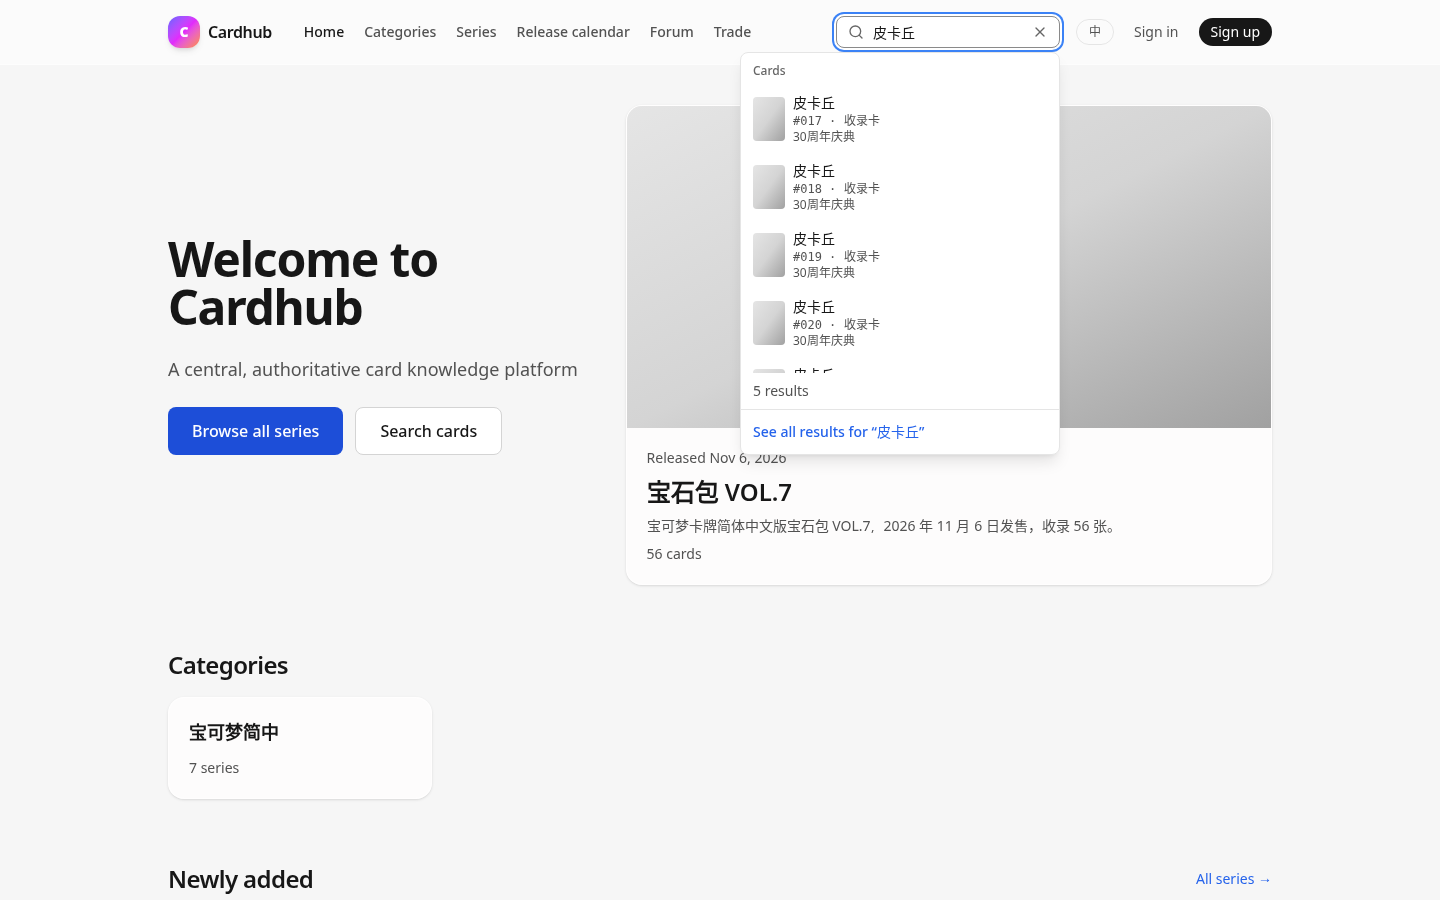 C Cardhub Home Categories Series Release calendar Forum Trade 皮卡丘 中 Sign in Sign up
Cards
皮卡丘
#017 · 收录卡
30周年庆典
皮卡丘
#018 · 收录卡
30周年庆典
皮卡丘
#019 · 收录卡
30周年庆典
皮卡丘
#020 · 收录卡
30周年庆典
5 results
See all results for “皮卡丘”
Welcome to
Cardhub
A central, authoritative card knowledge platform
Browse all series Search cards
Released Nov 6, 2026
宝石包 VOL.7
宝可梦卡牌简体中文版宝石包 VOL.7，2026 年 11 月 6 日发售，收录 56 张。
56 cards
Categories
宝可梦简中
7 series
Newly added
All series →